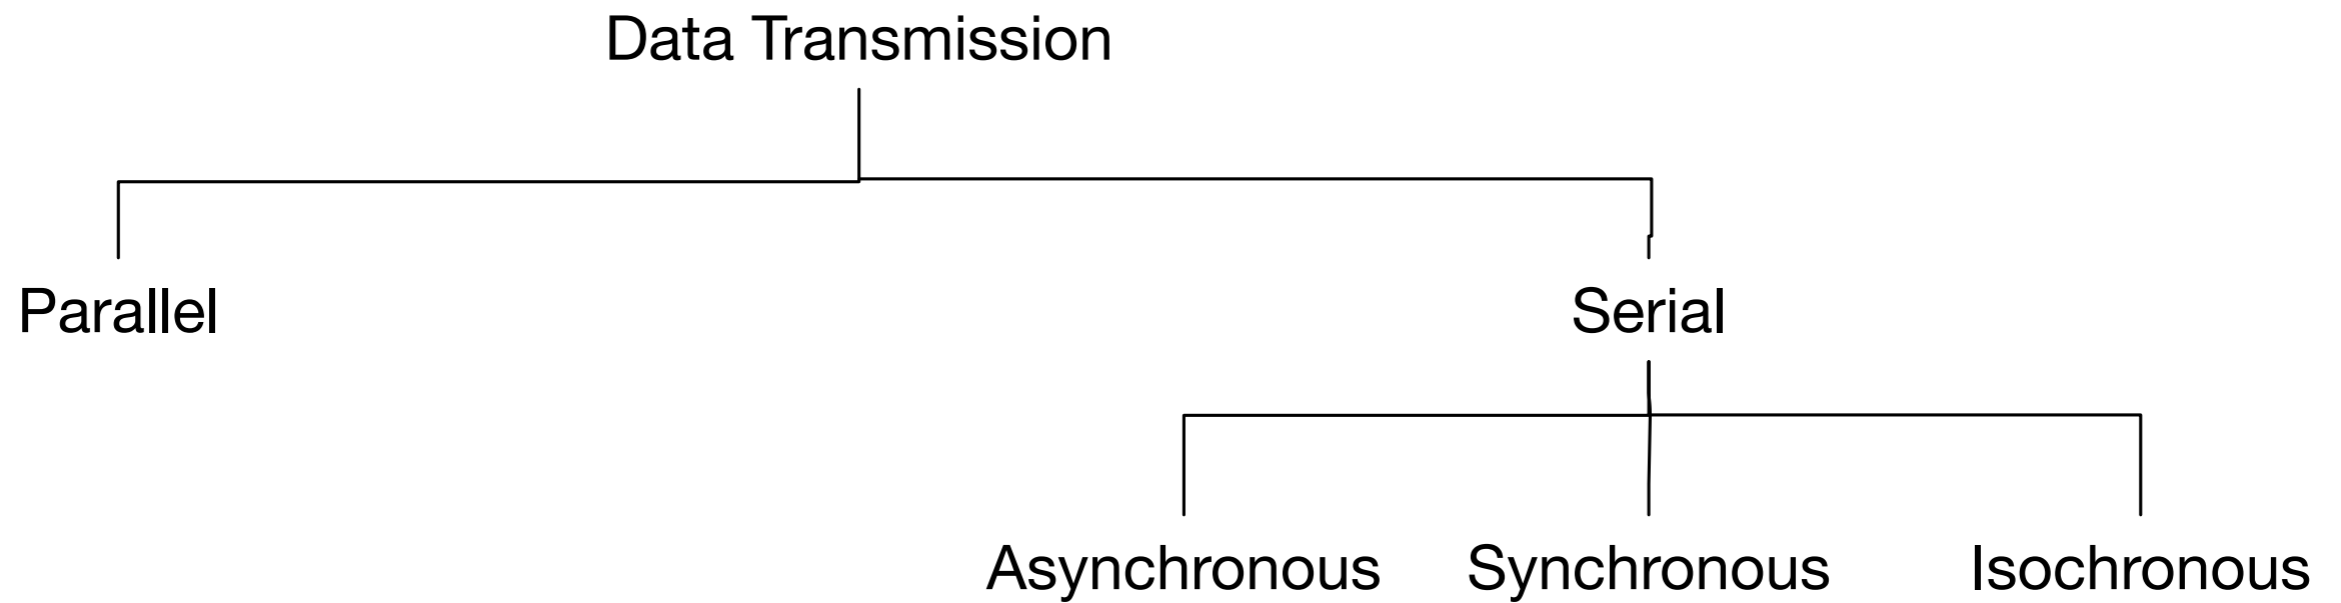 Data Transmission
Parallel
Serial
Asynchronous
Synchronous
Isochronous